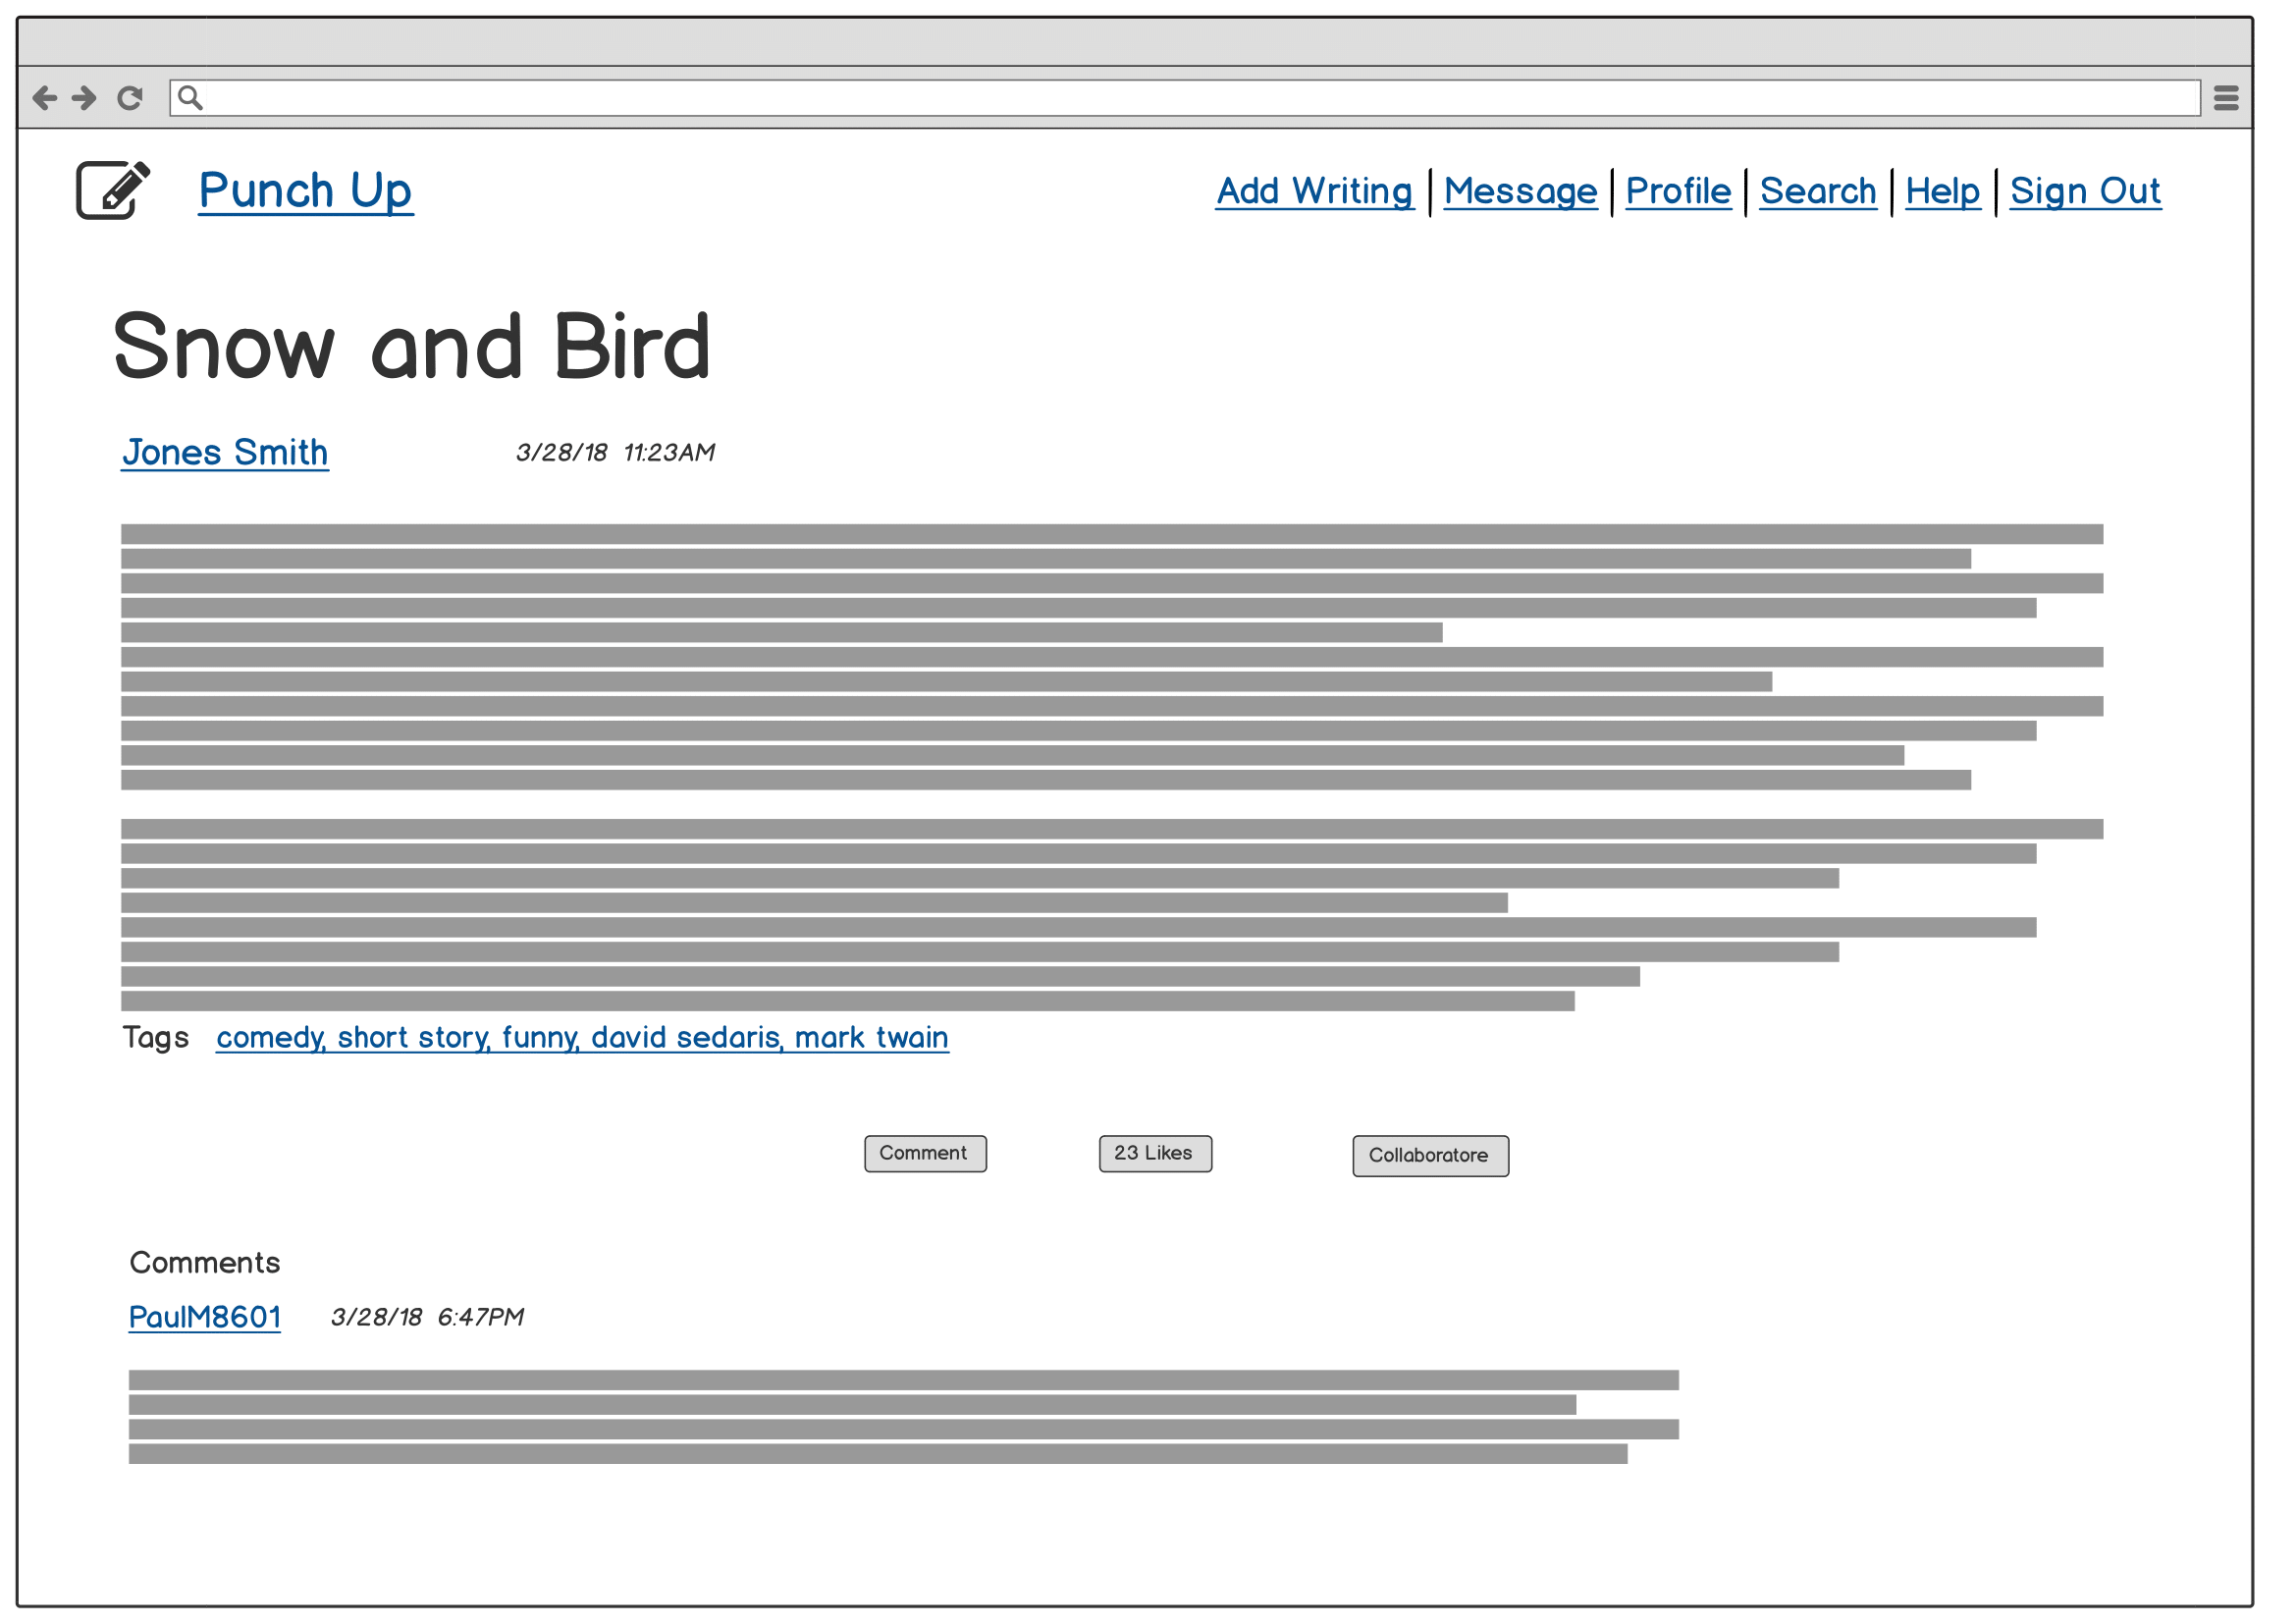 Punch Up
Add Writing | Message | Profile | Search | Help | Sign Out
Snow and Bird
Jones Smith 3/28/18 11:23AM
Tags comedy, short story, funny, david sedaris, mark twain
Comment 23 Likes Collaboratore
Comments
PaulM8601 3/28/18 6:47PM